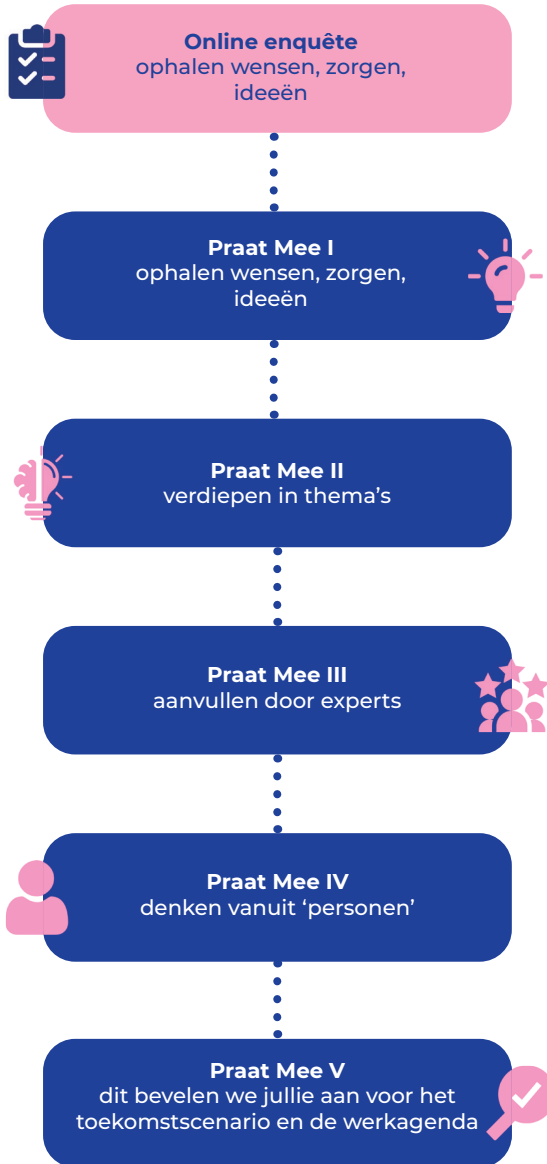 Online enquête
ophalen wensen, zorgen,
ideeën
Praat Mee I
ophalen wensen, zorgen,
ideeën
Praat Mee II
verdiepen in thema’s
Praat Mee III
aanvullen door experts
Praat Mee IV
denken vanuit ‘personen’
Praat Mee V
dit bevelen we jullie aan voor het
toekomstscenario en de werkagenda